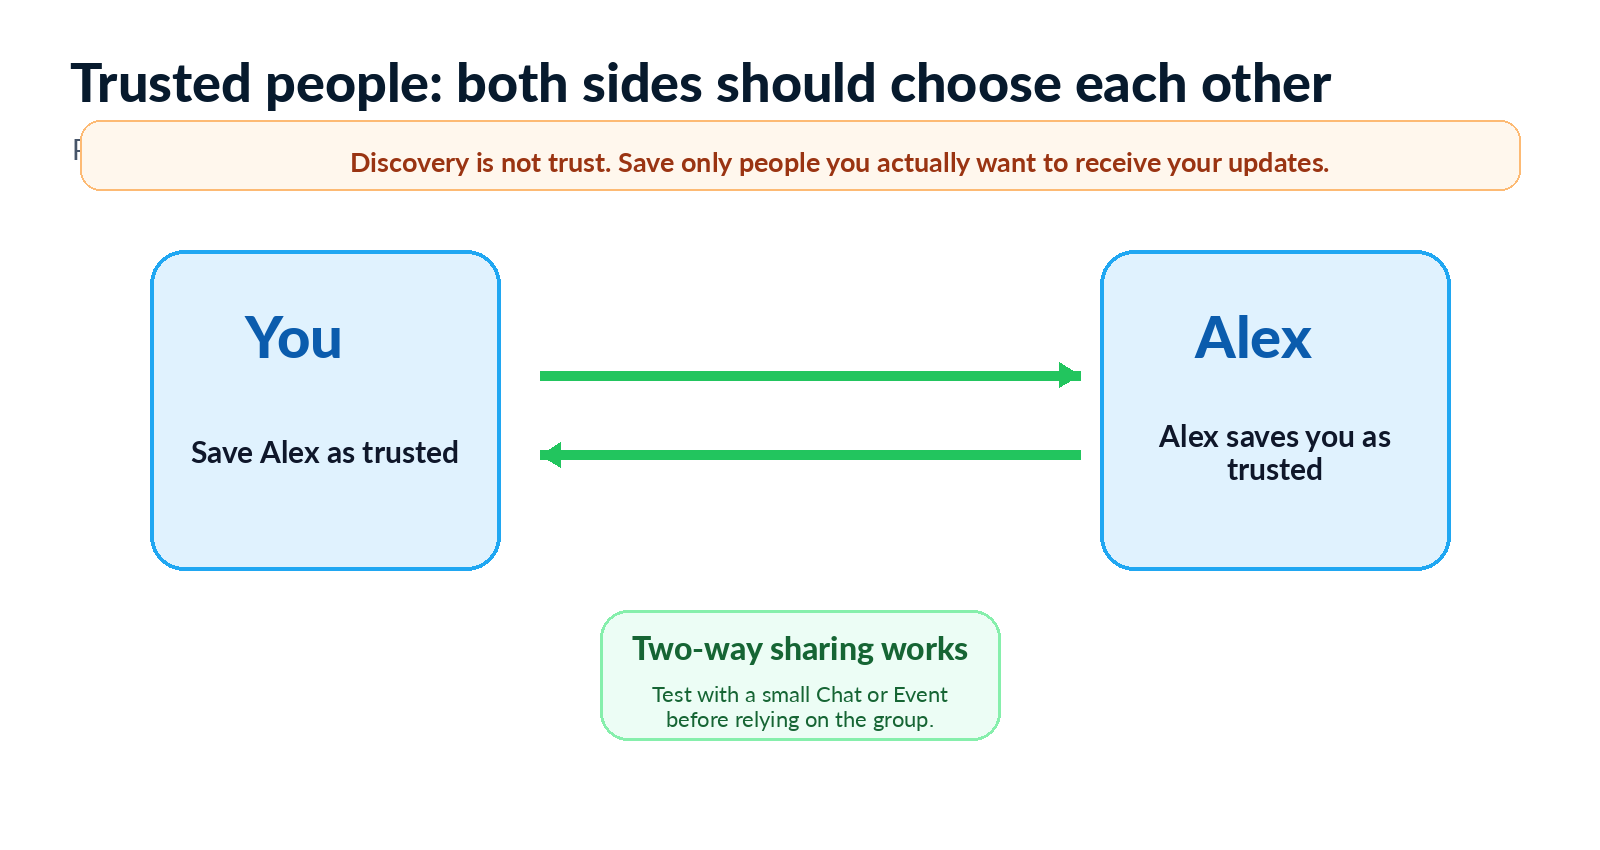 Trusted people: both sides should choose each other
Discovery is not trust. Save only people you actually want to receive your updates.
You
Save Alex as trusted
Alex
Alex saves you as
trusted
Two-way sharing works
Test with a small Chat or Event
before relying on the group.